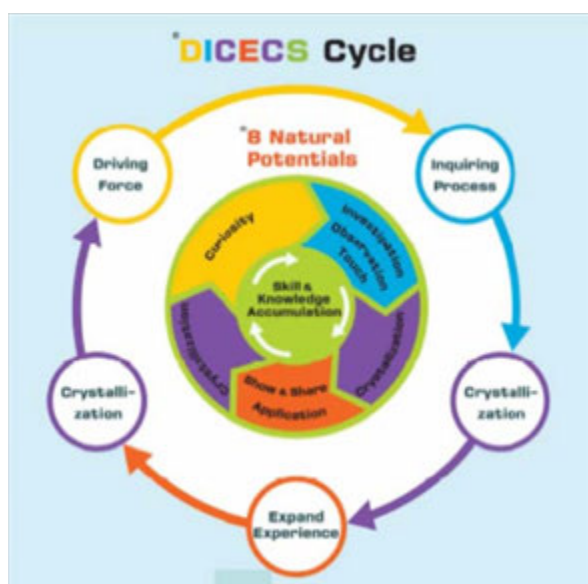 *DICECS Cycle
*8 Natural
Potentials
Driving
Force
Inquiring
Process
Curiosity
Investigation
Observation
Touch
Skill &
Knowledge
Accumulation
Crystallization
Crystallization
Show & Share
Application
Crystalli-
zation
Crystalli-
zation
Expand
Experience